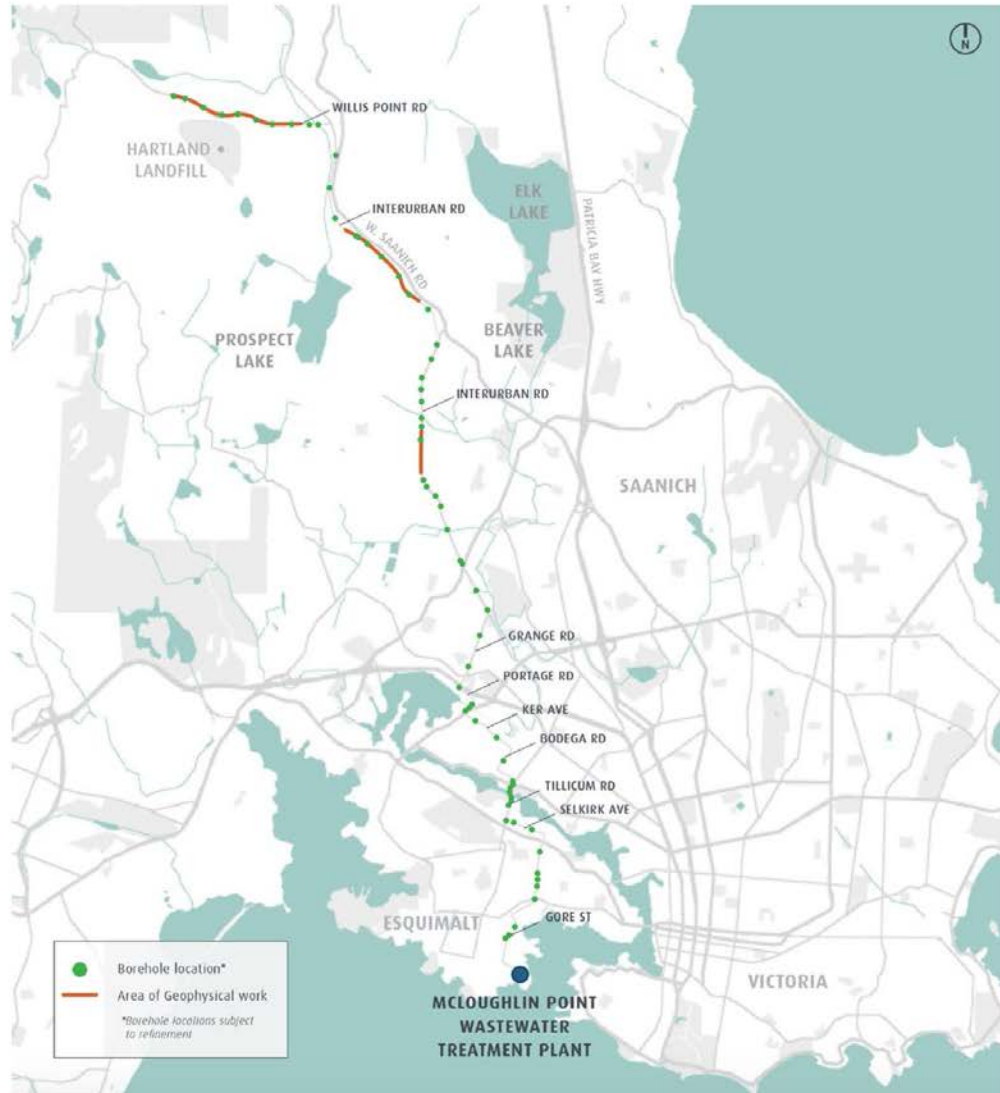 N
WILLIS POINT RD
HARTLAND
LANDFILL
ELK
LAKE
INTERURBAN RD
PATRICIA BAY HWY
W. SAANICH RD
PROSPECT
LAKE
BEAVER
LAKE
INTERURBAN RD
SAANICH
GRANGE RD
PORTAGE RD
KER AVE
BODEGA RD
TILLICUM RD
SELKIRK AVE
ESQUIMALT
GORE ST
VICTORIA
MCLOUGHLIN POINT
WASTEWATER
TREATMENT PLANT
Borehole location*
Area of Geophysical work
*Borehole locations subject
to refinement